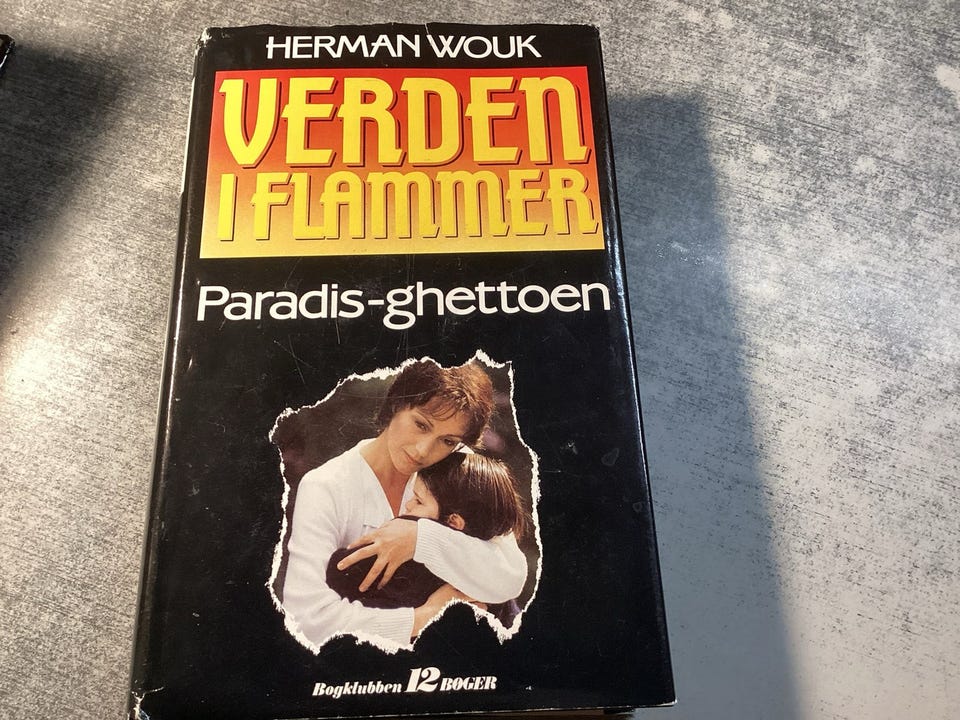 HERMAN WOUK
VERDEN
I FLAMMER
Paradis-ghettoen
Bogklubben 12 BØGER